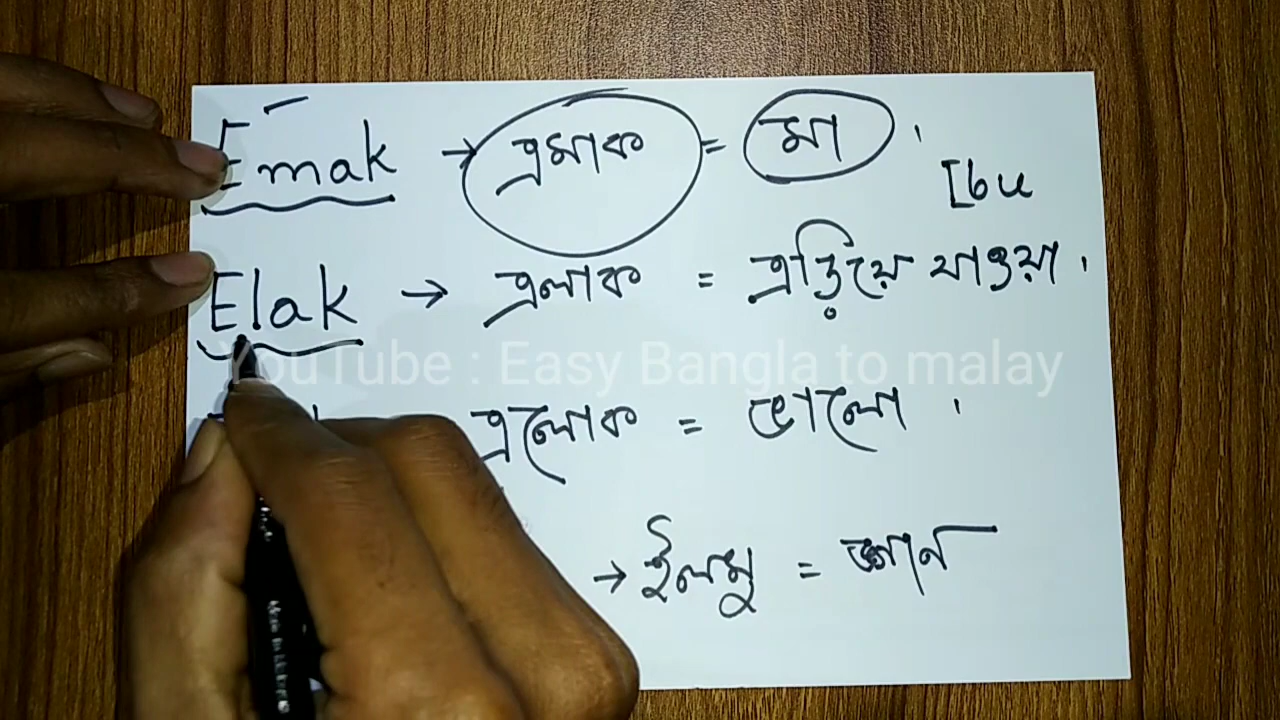 Emak → এমাক = মা ,
Ibu
Elak → এলাক = এড়িয়ে যাওয়া ,
YouTube : Easy Bangla to malay
এলোক = ভালো ,
→ ইলমু = জ্ঞান